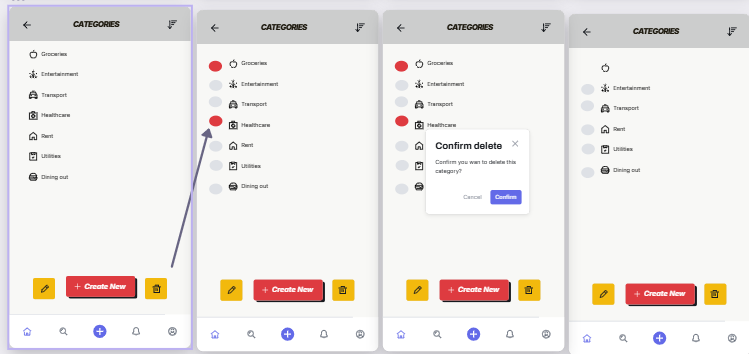 CATEGORIES
Groceries
Entertainment
Transport
Healthcare
Rent
Utilities
Dining out
+ Create New
CATEGORIES
Groceries
Entertainment
Transport
Healthcare
Rent
Utilities
Dining out
+ Create New
CATEGORIES
Groceries
Entertainment
Transport
Healthcare
Confirm delete
Confirm you wan to delete this
category?
Cancel
Confirm
+ Create New
CATEGORIES
Entertainment
Transport
Rent
Utilities
Dining out
+ Create New